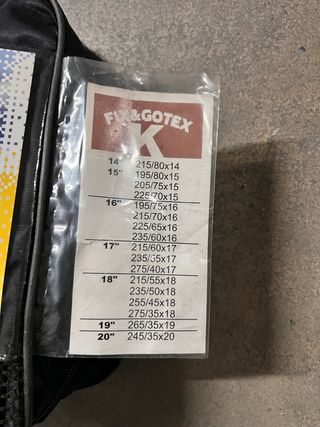 FIX&GOTEX
K
14" 215/80x14
15" 195/80x15
205/75x15
225/70x15
16" 195/75x16
215/70x16
225/65x16
235/60x16
17" 215/60x17
235/55x17
275/40x17
18" 215/55x18
235/50x18
255/45x18
275/35x18
19" 265/35x19
20" 245/35x20